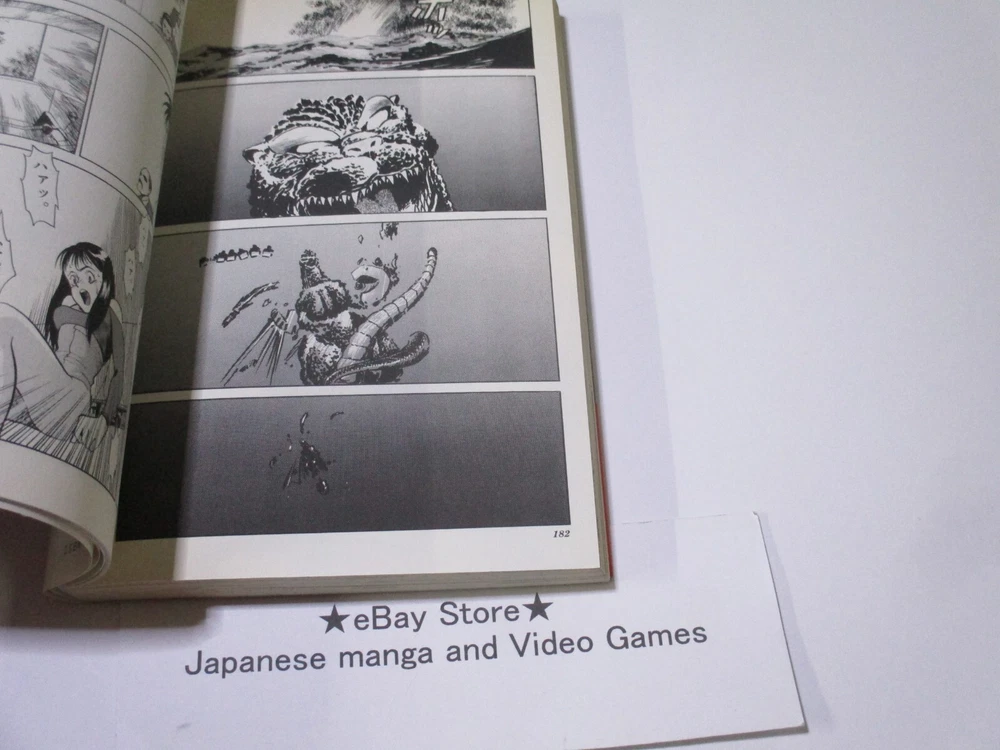 ハアッ。
182
★eBay Store★
Japanese manga and Video Games